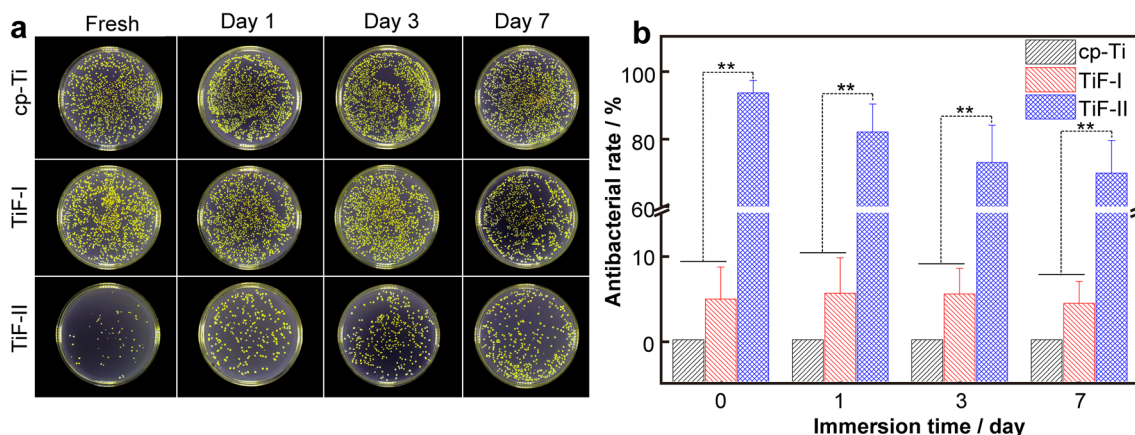 a
Fresh
Day 1
Day 3
Day 7
cp-Ti
TiF-I
TiF-II
b
Antibacterial rate / %
100
80
60
10
0
**
**
**
**
cp-Ti
TiF-I
TiF-II
0
1
3
7
Immersion time / day